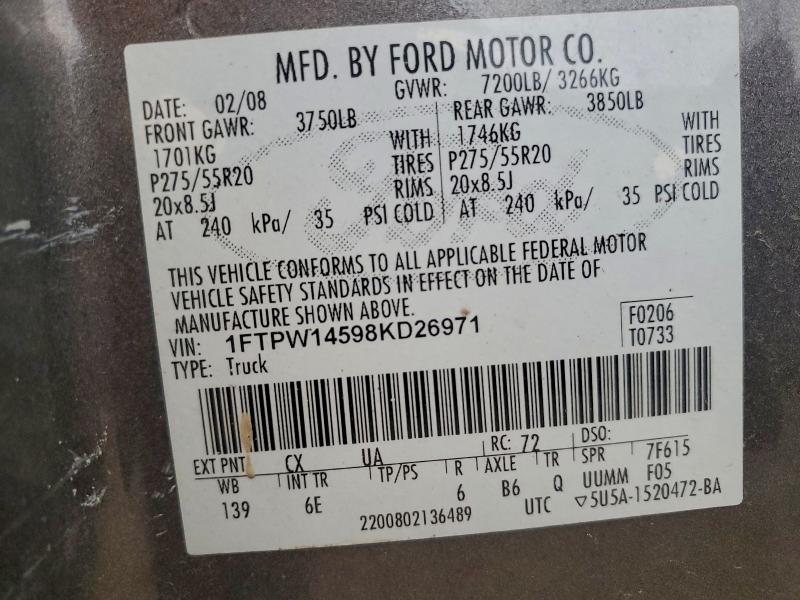 MFD. BY FORD MOTOR CO.
DATE: 02/08 GVWR: 7200LB/ 3266KG
FRONT GAWR: 3750LB REAR GAWR: 3850LB
1701KG WITH 1746KG WITH
P275/55R20 TIRES P275/55R20 TIRES
20x8.5J RIMS 20x8.5J RIMS
AT 240 kPa/ 35 PSI COLD AT 240 kPa/ 35 PSI COLD
THIS VEHICLE CONFORMS TO ALL APPLICABLE FEDERAL MOTOR
VEHICLE SAFETY STANDARDS IN EFFECT ON THE DATE OF
MANUFACTURE SHOWN ABOVE.
VIN: 1FTPW14598KD26971 F0206
TYPE: Truck T0733
EXT PNT CX UA RC: 72 DSO:
WB INT TR TP/PS R AXLE TR SPR 7F615
139 6E 6 B6 Q UUMM F05
2200802136489 UTC ▽5U5A-1520472-BA